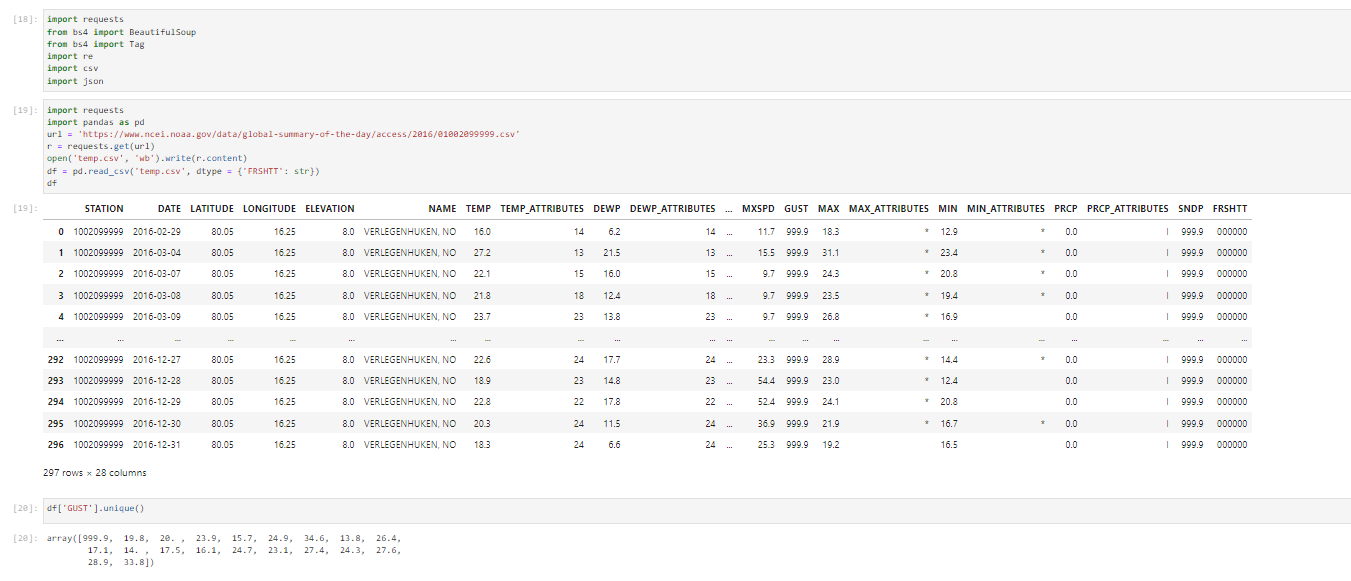 [18]:
import requests
from bs4 import BeautifulSoup
from bs4 import Tag
import re
import csv
import json
[19]:
import requests
import pandas as pd
url = 'https://www.ncei.noaa.gov/data/global-summary-of-the-day/access/2016/01002099999.csv'
r = requests.get(url)
open('temp.csv', 'wb').write(r.content)
df = pd.read_csv('temp.csv', dtype = {'FRSHTT': str})
df
[19]:
STATION DATE LATITUDE LONGITUDE ELEVATION NAME TEMP TEMP_ATTRIBUTES DEWP DEWP_ATTRIBUTES ... MXSPD GUST MAX MAX_ATTRIBUTES MIN MIN_ATTRIBUTES PRCP PRCP_ATTRIBUTES SNDP FRSHTT
0 1002099999 2016-02-29 80.05 16.25 8.0 VERLEGENHUKEN, NO 16.0 14 6.2 14 ... 11.7 999.9 18.3 * 12.9 * 0.0 I 999.9 000000
1 1002099999 2016-03-04 80.05 16.25 8.0 VERLEGENHUKEN, NO 27.2 13 21.5 13 ... 15.5 999.9 31.1 * 23.4 * 0.0 I 999.9 000000
2 1002099999 2016-03-07 80.05 16.25 8.0 VERLEGENHUKEN, NO 22.1 15 16.0 15 ... 9.7 999.9 24.3 * 20.8 * 0.0 I 999.9 000000
3 1002099999 2016-03-08 80.05 16.25 8.0 VERLEGENHUKEN, NO 21.8 18 12.4 18 ... 9.7 999.9 23.5 * 19.4 * 0.0 I 999.9 000000
4 1002099999 2016-03-09 80.05 16.25 8.0 VERLEGENHUKEN, NO 23.7 23 13.8 23 ... 9.7 999.9 26.8 * 16.9 0.0 I 999.9 000000
... ... ... ... ... ... ... ... ... ... ... ... ... ... ... ... ... ... ... ... ... ...
292 1002099999 2016-12-27 80.05 16.25 8.0 VERLEGENHUKEN, NO 22.6 24 17.7 24 ... 23.3 999.9 28.9 * 14.4 * 0.0 I 999.9 000000
293 1002099999 2016-12-28 80.05 16.25 8.0 VERLEGENHUKEN, NO 18.9 23 14.8 23 ... 54.4 999.9 23.0 * 12.4 0.0 I 999.9 000000
294 1002099999 2016-12-29 80.05 16.25 8.0 VERLEGENHUKEN, NO 22.8 22 17.8 22 ... 52.4 999.9 24.1 * 20.8 0.0 I 999.9 000000
295 1002099999 2016-12-30 80.05 16.25 8.0 VERLEGENHUKEN, NO 20.3 24 11.5 24 ... 36.9 999.9 21.9 * 16.7 * 0.0 I 999.9 000000
296 1002099999 2016-12-31 80.05 16.25 8.0 VERLEGENHUKEN, NO 18.3 24 6.6 24 ... 25.3 999.9 19.2 16.5 0.0 I 999.9 000000
297 rows × 28 columns
[20]:
df['GUST'].unique()
[20]:
array([999.9, 19.8, 20. , 23.9, 15.7, 24.9, 34.6, 13.8, 26.4,
17.1, 14. , 17.5, 16.1, 24.7, 23.1, 27.4, 24.3, 27.6,
28.9, 33.8])